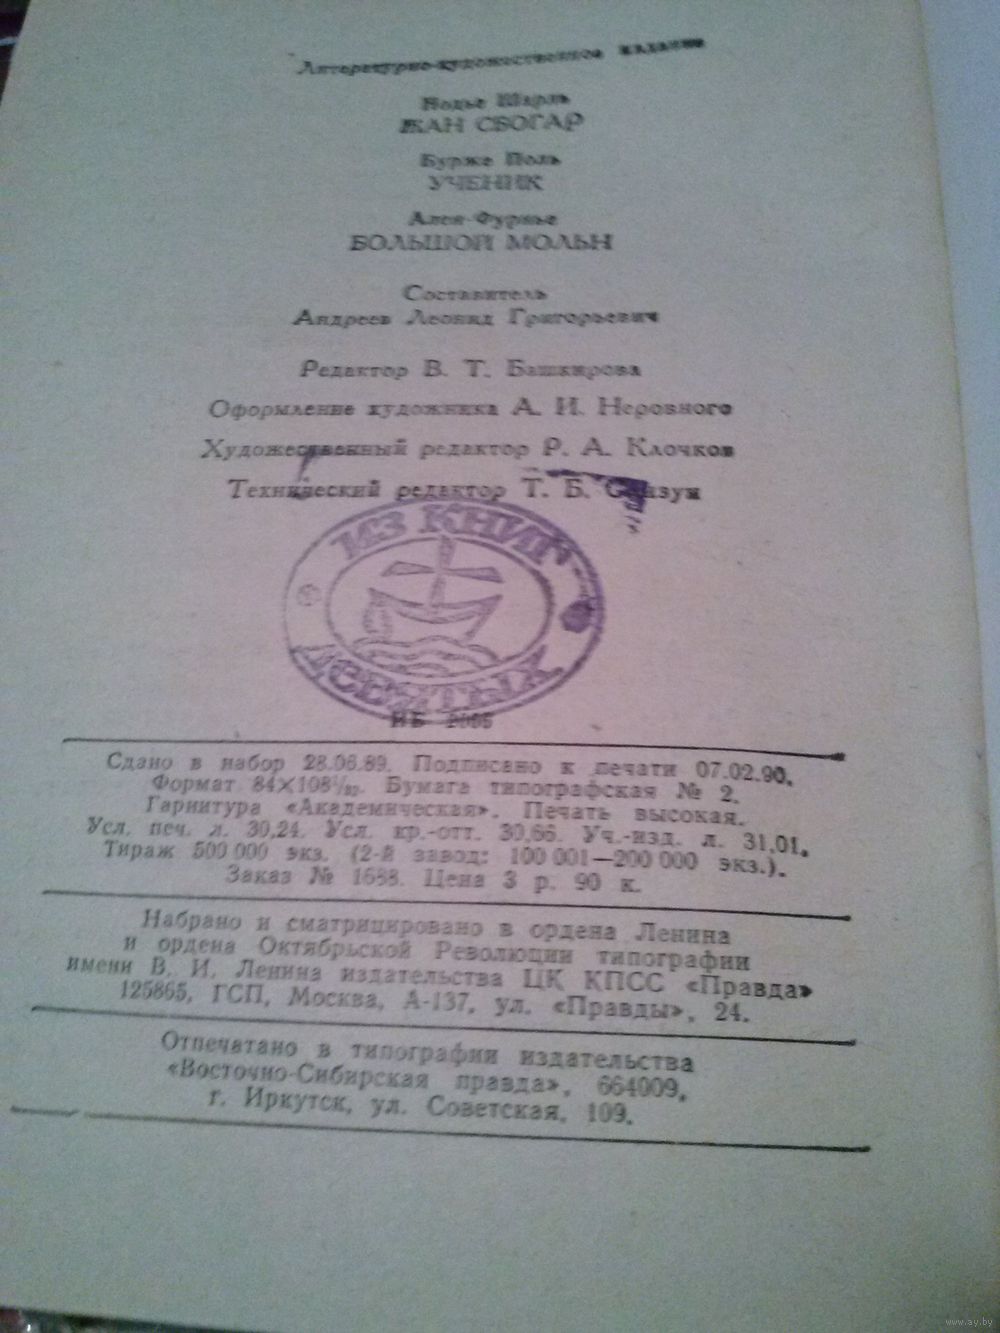 Литературно-художественное издание
Нодье Шарль
ЖАН СБОГАР
Бурже Поль
УЧЕНИК
Ален-Фурнье
БОЛЬШОЙ МОЛЬН
Составитель
Андреев Леонид Григорьевич
Редактор В. Т. Башкирова
Оформление художника А. И. Неровного
Художественный редактор Р. А. Клочков
Технический редактор Т. Б.
ИЗ КНИГ
ДЕВЯТЫХ
ИБ
Сдано в набор 28.06.89. Подписано к печати 07.02.90.
Формат 84×108 1/32. Бумага типографская № 2.
Гарнитура «Академическая». Печать высокая.
Усл. печ. л. 30,24. Усл. кр.-отт. 30,66. Уч.-изд. л. 31,01.
Тираж 500 000 экз. (2-й завод: 100 001—200 000 экз.).
Заказ № 1688. Цена 3 р. 90 к.
Набрано и сматрицировано в ордена Ленина
и ордена Октябрьской Революции типографии
имени В. И. Ленина издательства ЦК КПСС «Правда»
125865, ГСП, Москва, А-137, ул. «Правды», 24.
Отпечатано в типографии издательства
«Восточно-Сибирская правда», 664009,
г. Иркутск, ул. Советская, 109.
www.ay.by